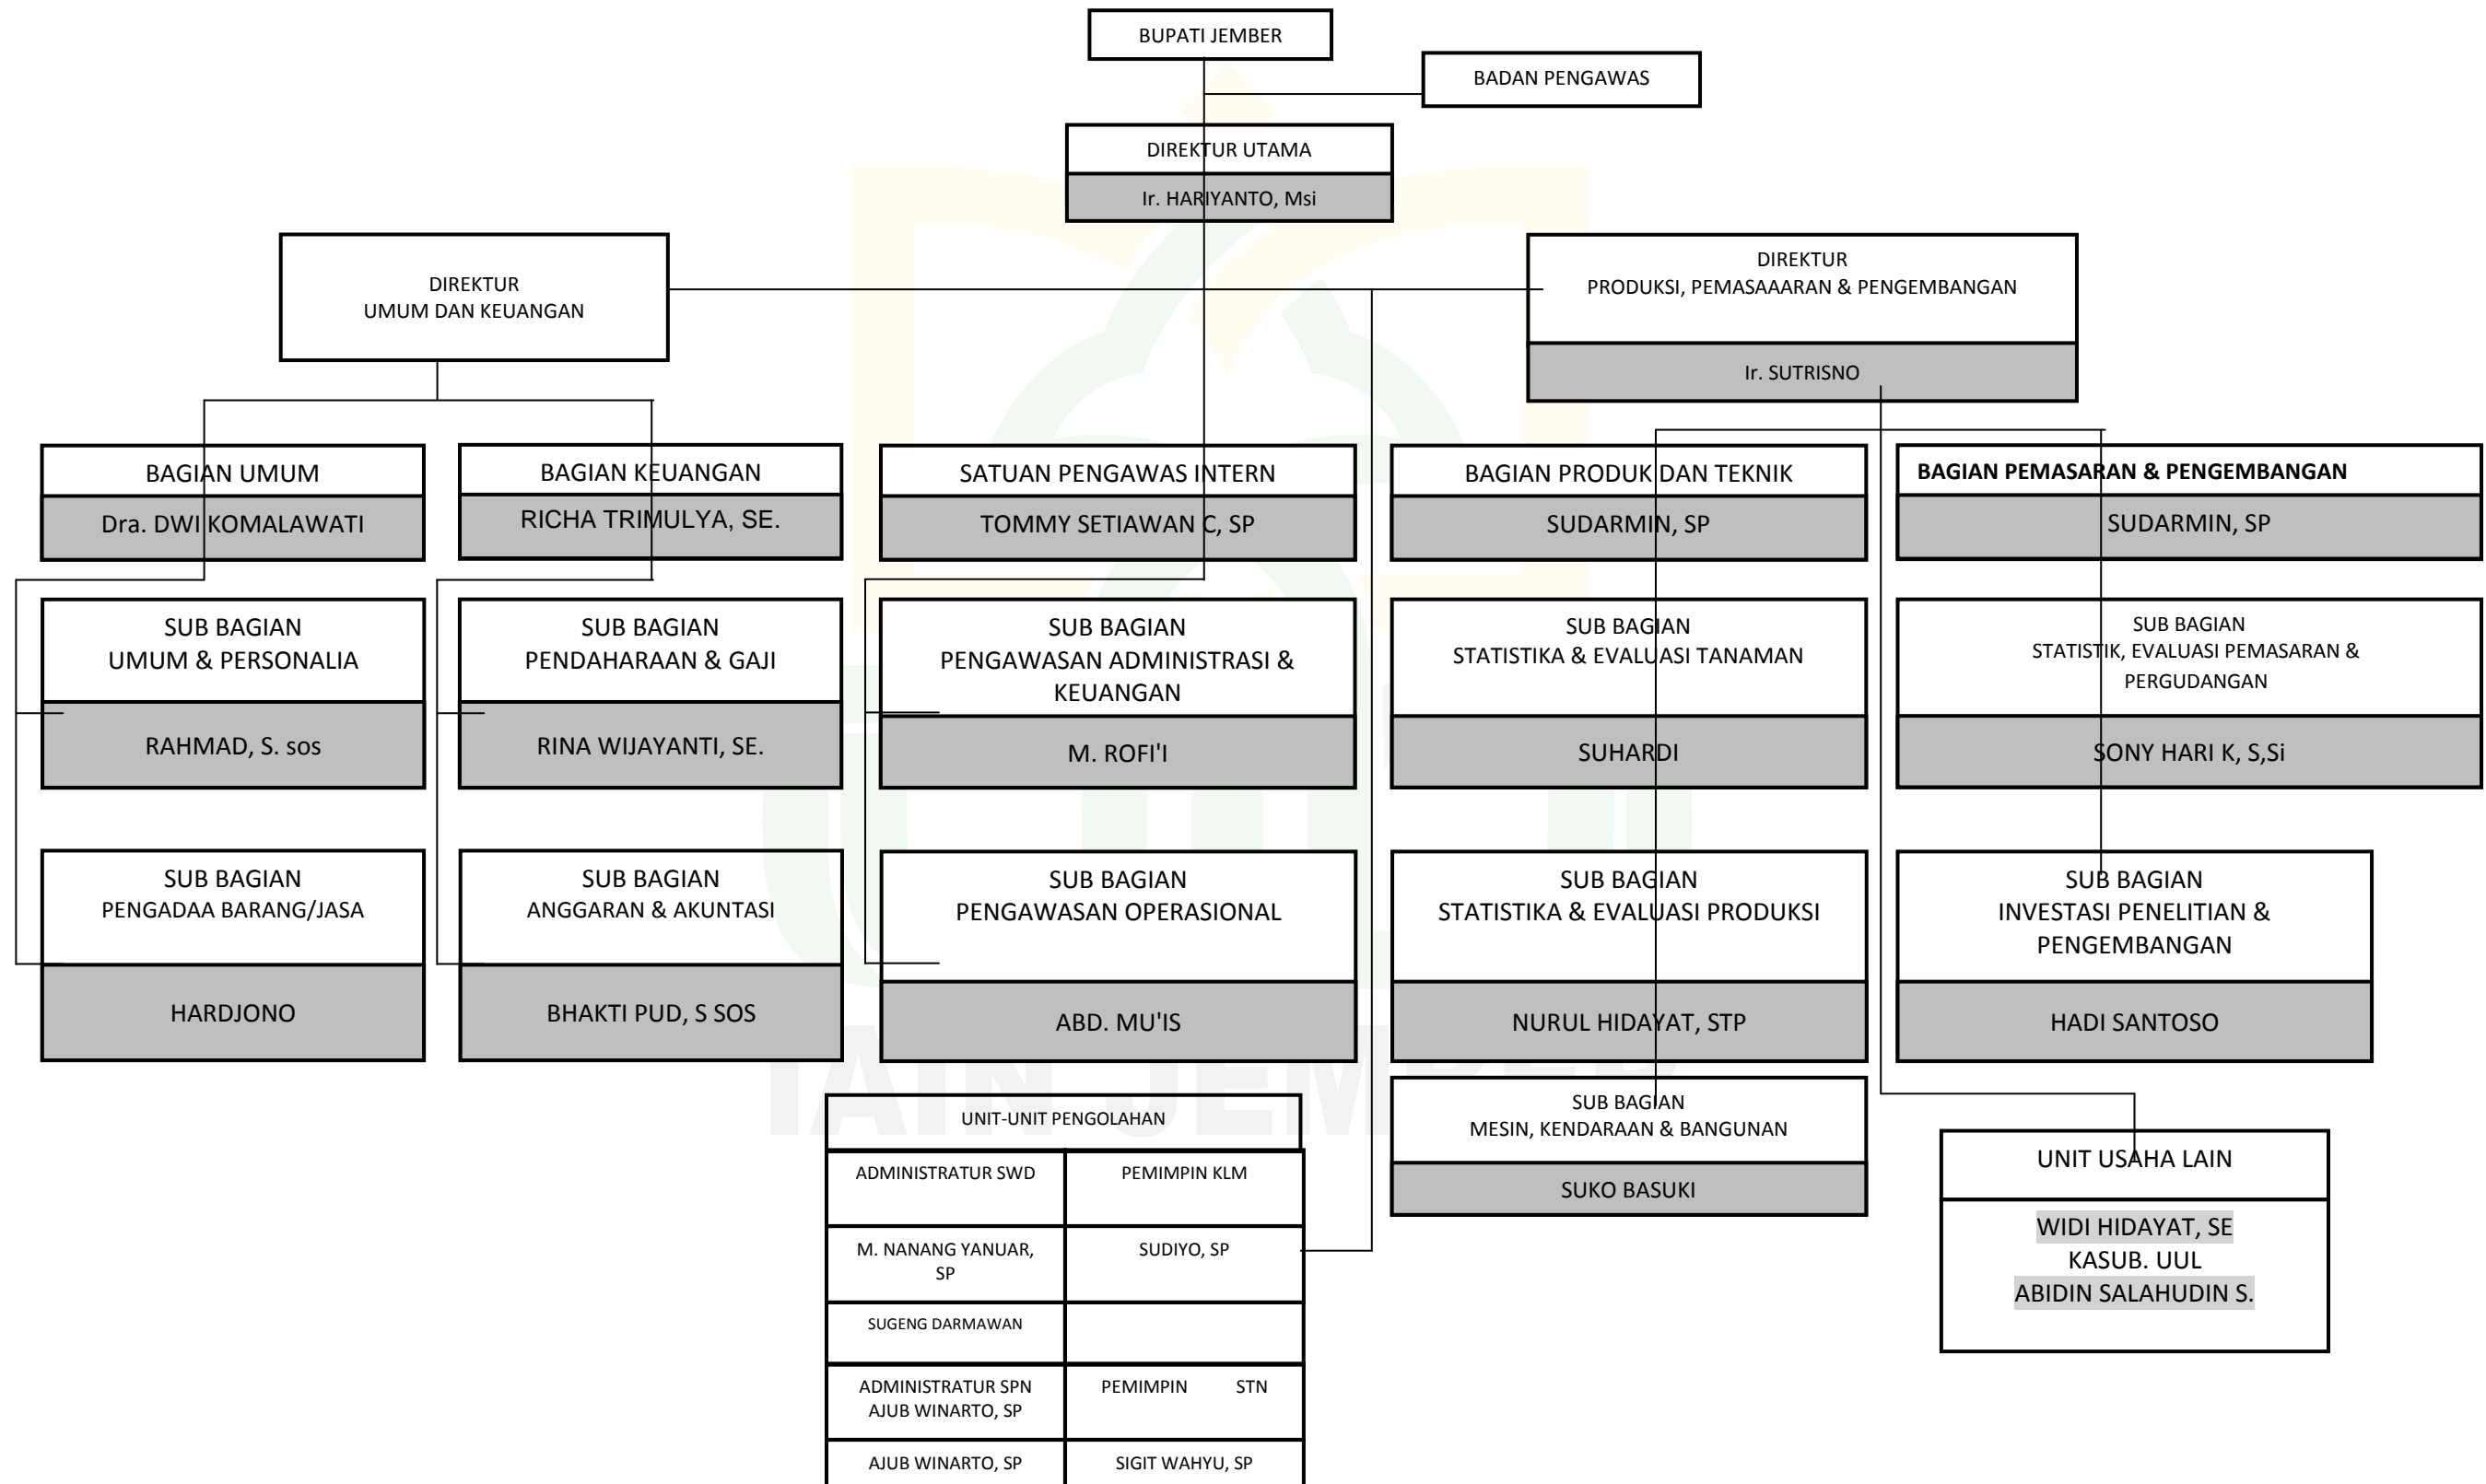 BUPATI JEMBER
BADAN PENGAWAS
DIREKTUR UTAMA
Ir. HARIYANTO, Msi
DIREKTUR
UMUM DAN KEUANGAN
DIREKTUR
PRODUKSI, PEMASAAARAN & PENGEMBANGAN
Ir. SUTRISNO
BAGIAN UMUM
Dra. DWI KOMALAWATI
BAGIAN KEUANGAN
RICHA TRIMULYA, SE.
SATUAN PENGAWAS INTERN
TOMMY SETIAWAN C, SP
BAGIAN PRODUK DAN TEKNIK
SUDARMIN, SP
BAGIAN PEMASARAN & PENGEMBANGAN
SUDARMIN, SP
SUB BAGIAN
UMUM & PERSONALIA
RAHMAD, S. sos
SUB BAGIAN
PENDAHARAAN & GAJI
RINA WIJAYANTI, SE.
SUB BAGIAN
PENGAWASAN ADMINISTRASI &
KEUANGAN
M. ROFI'I
SUB BAGIAN
STATISTIKA & EVALUASI TANAMAN
SUHARDI
SUB BAGIAN
STATISTIK, EVALUASI PEMASARAN &
PERGUDANGAN
SONY HARI K, S,Si
SUB BAGIAN
PENGADAA BARANG/JASA
HARDJONO
SUB BAGIAN
ANGGARAN & AKUNTASI
BHAKTI PUD, S SOS
SUB BAGIAN
PENGAWASAN OPERASIONAL
ABD. MU'IS
SUB BAGIAN
STATISTIKA & EVALUASI PRODUKSI
NURUL HIDAYAT, STP
SUB BAGIAN
INVESTASI PENELITIAN &
PENGEMBANGAN
HADI SANTOSO
IAIN JEMBER
SUB BAGIAN
MESIN, KENDARAAN & BANGUNAN
SUKO BASUKI
UNIT-UNIT PENGOLAHAN
ADMINISTRATUR SWD
PEMIMPIN KLM
M. NANANG YANUAR,
SP
SUDIYO, SP
SUGENG DARMAWAN
ADMINISTRATUR SPN
AJUB WINARTO, SP
PEMIMPIN STN
AJUB WINARTO, SP
SIGIT WAHYU, SP
UNIT USAHA LAIN
WIDI HIDAYAT, SE
KASUB. UUL
ABIDIN SALAHUDIN S.